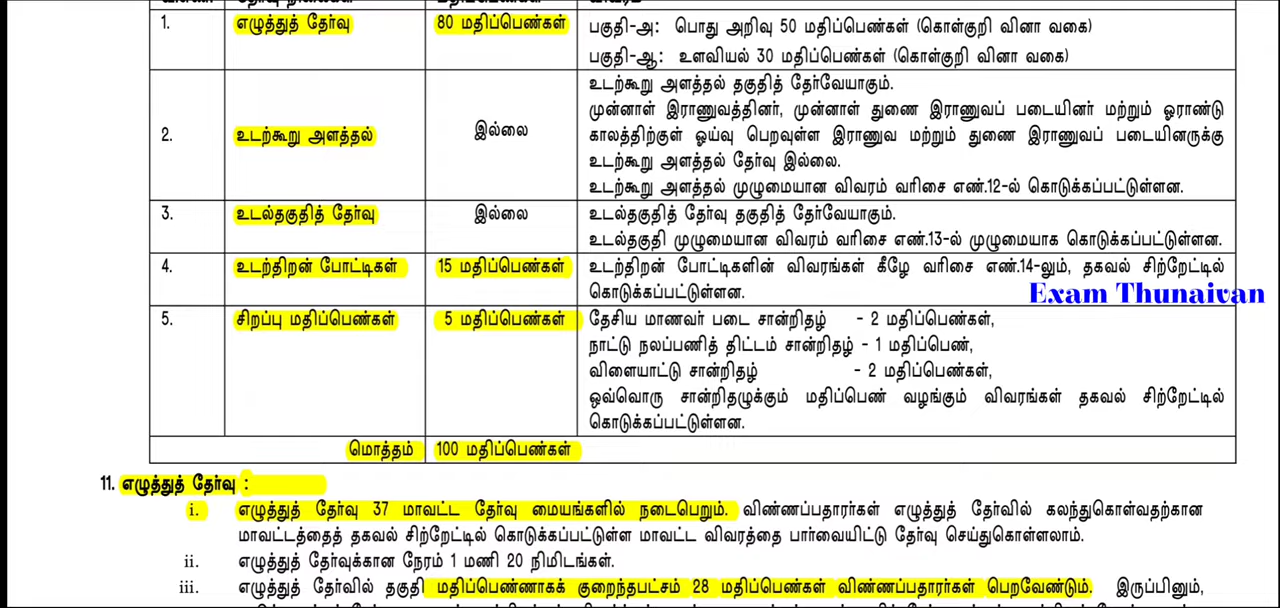 1. எழுத்துத் தேர்வு 80 மதிப்பெண்கள் பகுதி-அ: பொது அறிவு 50 மதிப்பெண்கள் (கொள்குறி வினா வகை)
பகுதி-ஆ: உளவியல் 30 மதிப்பெண்கள் (கொள்குறி வினா வகை)
உடற்கூறு அளத்தல் தகுதித் தேர்வேயாகும்.
முன்னாள் இராணுவத்தினர், முன்னாள் துணை இராணுவப் படையினர் மற்றும் ஓராண்டு
2. உடற்கூறு அளத்தல் இல்லை காலத்திற்குள் ஓய்வு பெறவுள்ள இராணுவ மற்றும் துணை இராணுவப் படையினருக்கு
உடற்கூறு அளத்தல் தேர்வு இல்லை.
உடற்கூறு அளத்தல் முழுமையான விவரம் வரிசை எண்.12-ல் கொடுக்கப்பட்டுள்ளன.
3. உடல்தகுதித் தேர்வு இல்லை உடல்தகுதித் தேர்வு தகுதித் தேர்வேயாகும்.
உடல்தகுதி முழுமையான விவரம் வரிசை எண்.13-ல் முழுமையாக கொடுக்கப்பட்டுள்ளன.
4. உடற்திறன் போட்டிகள் 15 மதிப்பெண்கள் உடற்திறன் போட்டிகளின் விவரங்கள் கீழே வரிசை எண்.14-லும், தகவல் சிற்றேட்டில்
கொடுக்கப்பட்டுள்ளன.
Exam Thunaivan
5. சிறப்பு மதிப்பெண்கள் 5 மதிப்பெண்கள் தேசிய மாணவர் படை சான்றிதழ் - 2 மதிப்பெண்கள்,
நாட்டு நலப்பணித் திட்டம் சான்றிதழ் - 1 மதிப்பெண்,
விளையாட்டு சான்றிதழ் - 2 மதிப்பெண்கள்,
ஒவ்வொரு சான்றிதழுக்கும் மதிப்பெண் வழங்கும் விவரங்கள் தகவல் சிற்றேட்டில்
கொடுக்கப்பட்டுள்ளன.
மொத்தம் 100 மதிப்பெண்கள்
11. எழுத்துத் தேர்வு :
i. எழுத்துத் தேர்வு 37 மாவட்ட தேர்வு மையங்களில் நடைபெறும். விண்ணப்பதாரர்கள் எழுத்துத் தேர்வில் கலந்துகொள்வதற்கான
மாவட்டத்தைத் தகவல் சிற்றேட்டில் கொடுக்கப்பட்டுள்ள மாவட்ட விவரத்தை பார்வையிட்டு தேர்வு செய்துகொள்ளலாம்.
ii. எழுத்துத் தேர்வுக்கான நேரம் 1 மணி 20 நிமிடங்கள்.
iii. எழுத்துத் தேர்வில் தகுதி மதிப்பெண்ணாகக் குறைந்தபட்சம் 28 மதிப்பெண்கள் விண்ணப்பதாரர்கள் பெறவேண்டும். இருப்பினும்,